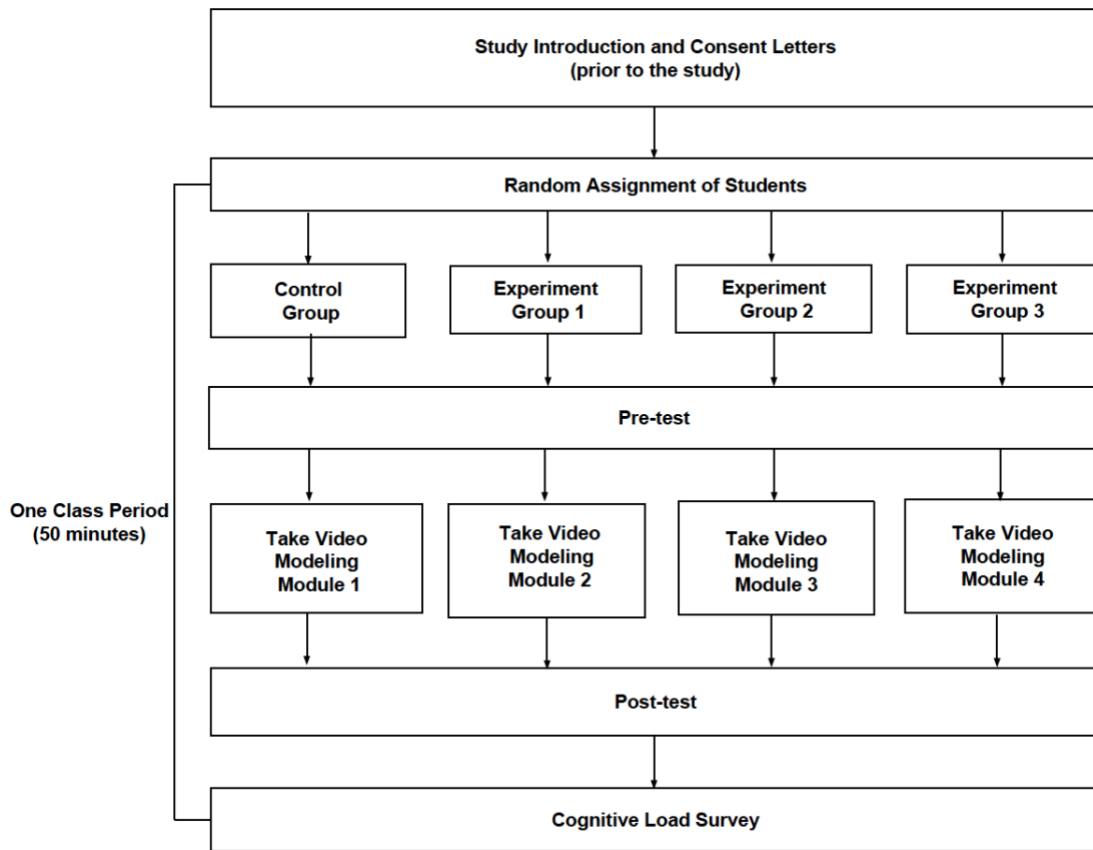 Study Introduction and Consent Letters
(prior to the study)
Random Assignment of Students
Control
Group
Experiment
Group 1
Experiment
Group 2
Experiment
Group 3
Pre-test
One Class Period
(50 minutes)
Take Video
Modeling
Module 1
Take Video
Modeling
Module 2
Take Video
Modeling
Module 3
Take Video
Modeling
Module 4
Post-test
Cognitive Load Survey